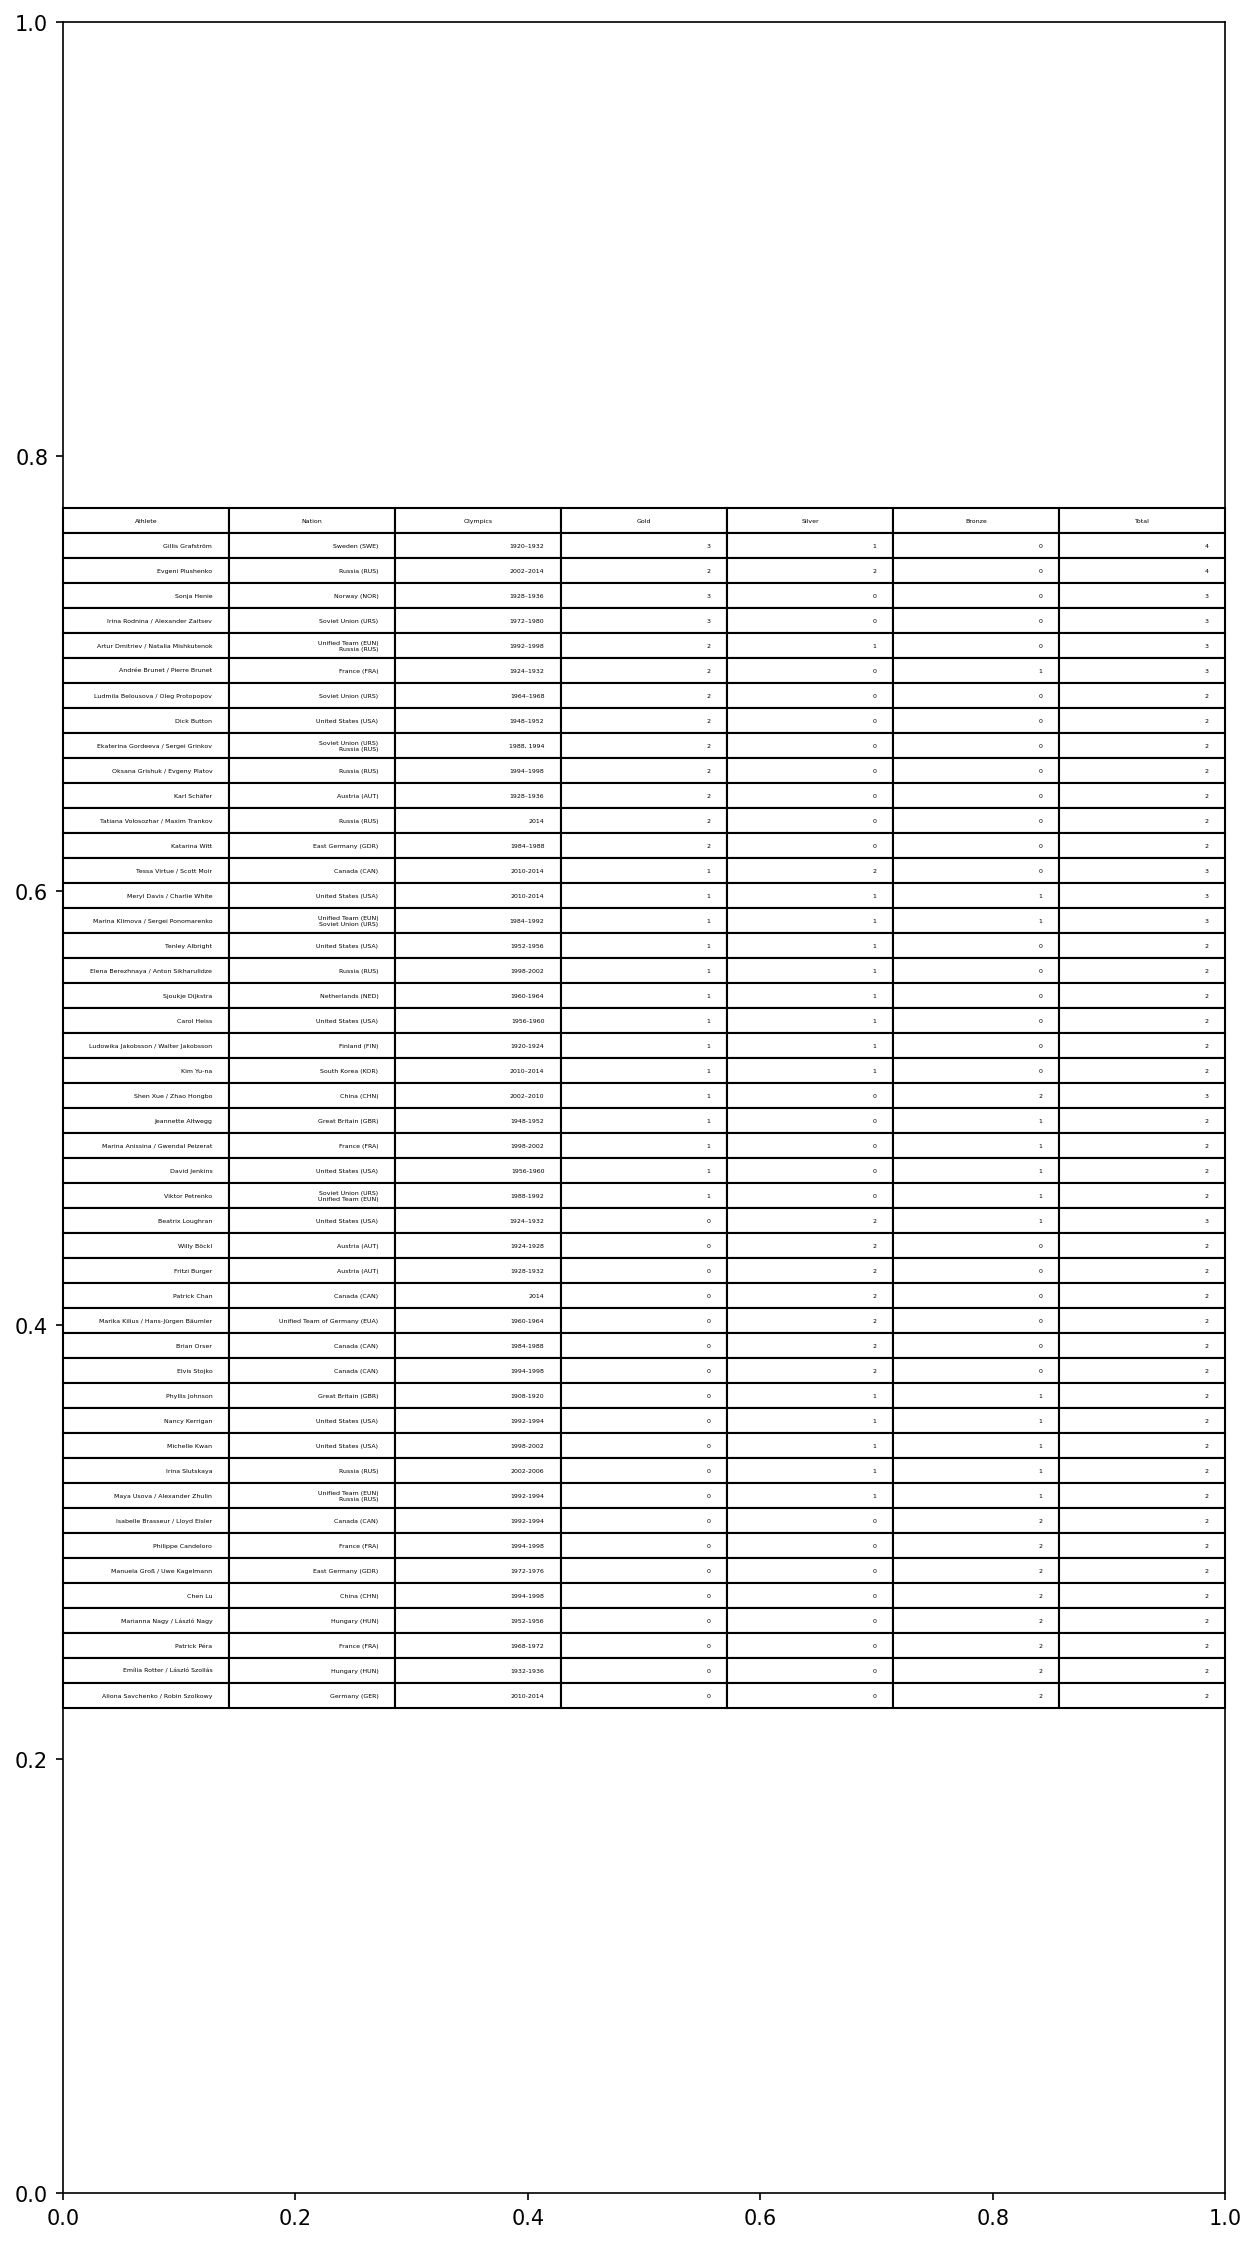 1.0
0.8
Athlete Nation Olympics Gold Silver Bronze Total
Gillis Grafström Sweden (SWE) 1920–1932 3 1 0 4
Evgeni Plushenko Russia (RUS) 2002–2014 2 2 0 4
Sonja Henie Norway (NOR) 1928–1936 3 0 0 3
Irina Rodnina / Alexander Zaitsev Soviet Union (URS) 1972–1980 3 0 0 3
Artur Dmitriev / Natalia Mishkutenok Unified Team (EUN) Russia (RUS) 1992–1998 2 1 0 3
Andrée Brunet / Pierre Brunet France (FRA) 1924–1932 2 0 1 3
Ludmila Belousova / Oleg Protopopov Soviet Union (URS) 1964–1968 2 0 0 2
Dick Button United States (USA) 1948–1952 2 0 0 2
Ekaterina Gordeeva / Sergei Grinkov Soviet Union (URS) Russia (RUS) 1988, 1994 2 0 0 2
Oksana Grishuk / Evgeny Platov Russia (RUS) 1994–1998 2 0 0 2
Karl Schäfer Austria (AUT) 1928–1936 2 0 0 2
Tatiana Volosozhar / Maxim Trankov Russia (RUS) 2014 2 0 0 2
Katarina Witt East Germany (GDR) 1984–1988 2 0 0 2
Tessa Virtue / Scott Moir Canada (CAN) 2010-2014 1 2 0 3
0.6
Meryl Davis / Charlie White United States (USA) 2010-2014 1 1 1 3
Marina Klimova / Sergei Ponomarenko Unified Team (EUN) Soviet Union (URS) 1984–1992 1 1 1 3
Tenley Albright United States (USA) 1952-1956 1 1 0 2
Elena Berezhnaya / Anton Sikharulidze Russia (RUS) 1998-2002 1 1 0 2
Sjoukje Dijkstra Netherlands (NED) 1960-1964 1 1 0 2
Carol Heiss United States (USA) 1956-1960 1 1 0 2
Ludowika Jakobsson / Walter Jakobsson Finland (FIN) 1920-1924 1 1 0 2
Kim Yu-na South Korea (KOR) 2010–2014 1 1 0 2
Shen Xue / Zhao Hongbo China (CHN) 2002–2010 1 0 2 3
Jeannette Altwegg Great Britain (GBR) 1948-1952 1 0 1 2
Marina Anissina / Gwendal Peizerat France (FRA) 1998-2002 1 0 1 2
David Jenkins United States (USA) 1956-1960 1 0 1 2
Viktor Petrenko Soviet Union (URS) Unified Team (EUN) 1988-1992 1 0 1 2
Beatrix Loughran United States (USA) 1924–1932 0 2 1 3
Willy Böckl Austria (AUT) 1924-1928 0 2 0 2
Fritzi Burger Austria (AUT) 1928-1932 0 2 0 2
Patrick Chan Canada (CAN) 2014 0 2 0 2
0.4
Marika Kilius / Hans-Jürgen Bäumler Unified Team of Germany (EUA) 1960-1964 0 2 0 2
Brian Orser Canada (CAN) 1984-1988 0 2 0 2
Elvis Stojko Canada (CAN) 1994-1998 0 2 0 2
Phyllis Johnson Great Britain (GBR) 1908-1920 0 1 1 2
Nancy Kerrigan United States (USA) 1992-1994 0 1 1 2
Michelle Kwan United States (USA) 1998-2002 0 1 1 2
Irina Slutskaya Russia (RUS) 2002-2006 0 1 1 2
Maya Usova / Alexander Zhulin Unified Team (EUN) Russia (RUS) 1992-1994 0 1 1 2
Isabelle Brasseur / Lloyd Eisler Canada (CAN) 1992-1994 0 0 2 2
Philippe Candeloro France (FRA) 1994-1998 0 0 2 2
Manuela Groß / Uwe Kagelmann East Germany (GDR) 1972-1976 0 0 2 2
Chen Lu China (CHN) 1994-1998 0 0 2 2
Marianna Nagy / László Nagy Hungary (HUN) 1952-1956 0 0 2 2
Patrick Péra France (FRA) 1968-1972 0 0 2 2
Emília Rotter / László Szollás Hungary (HUN) 1932-1936 0 0 2 2
Aliona Savchenko / Robin Szolkowy Germany (GER) 2010-2014 0 0 2 2
0.2
0.0
0.0 0.2 0.4 0.6 0.8 1.0